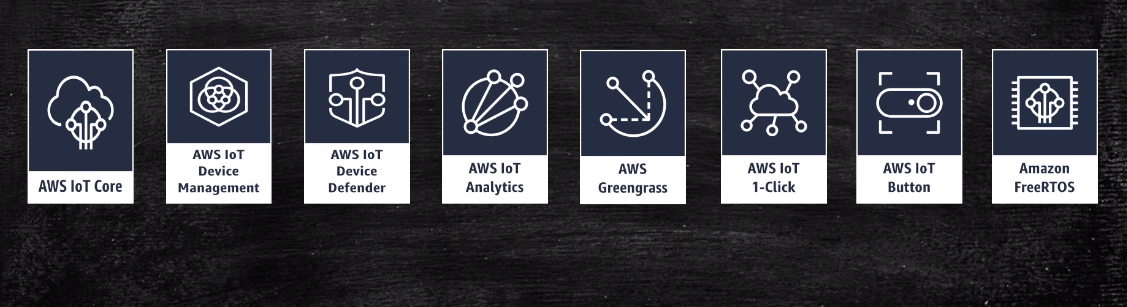 AWS IoT Core
AWS IoT
Device
Management
AWS IoT
Device
Defender
AWS IoT
Analytics
AWS
Greengrass
AWS IoT
1-Click
AWS IoT
Button
Amazon
FreeRTOS